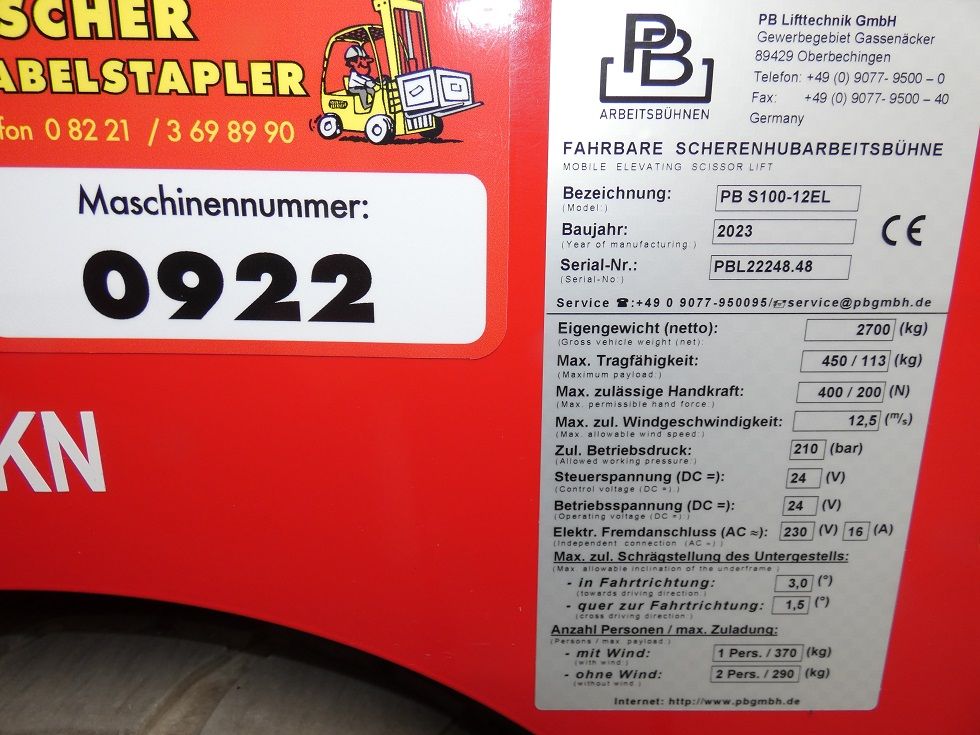 SCHER
ABELSTAPLER
fon 0 82 21 / 3 69 89 90
Maschinennummer:
0922
KN
PB
ARBEITSBÜHNEN
PB Lifttechnik GmbH
Gewerbegebiet Gassenäcker
89429 Oberbechingen
Telefon: +49 (0) 9077- 9500 – 0
Fax: +49 (0) 9077- 9500 – 40
Germany
FAHRBARE SCHERENHUBARBEITSBÜHNE
MOBILE ELEVATING SCISSOR LIFT
Bezeichnung: PB S100-12EL
(Model:)
Baujahr: 2023
(Year of manufacturing:)
CE
Serial-Nr.: PBL22248.48
(Serial-No:)
Service ☎:+49 0 9077-950095/service@pbgmbh.de
Eigengewicht (netto): 2700 (kg)
(Gross vehicle weight (net):
Max. Tragfähigkeit: 450 / 113 (kg)
(Maximum payload:)
Max. zulässige Handkraft: 400 / 200 (N)
(Max. permissible hand force:)
Max. zul. Windgeschwindigkeit: 12,5 (m/s)
(Max. allowable wind speed:)
Zul. Betriebsdruck: 210 (bar)
(Allowed working pressure:)
Steuerspannung (DC =): 24 (V)
(Control voltage (DC =):)
Betriebsspannung (DC =): 24 (V)
(Operating voltage (DC =):)
Elektr. Fremdanschluss (AC ≈): 230 (V) 16 (A)
(Independent connection (AC ≈)
Max. zul. Schrägstellung des Untergestells:
(Max. allowable inclination of the underframe)
- in Fahrtrichtung: 3,0 (°)
(towards driving direction:)
- quer zur Fahrtrichtung: 1,5 (°)
(cross driving direction:)
Anzahl Personen / max. Zuladung:
(Persons / max. payload:)
- mit Wind: 1 Pers. / 370 (kg)
(with wind:)
- ohne Wind: 2 Pers. / 290 (kg)
(without wind:)
Internet: http://www.pbgmbh.de